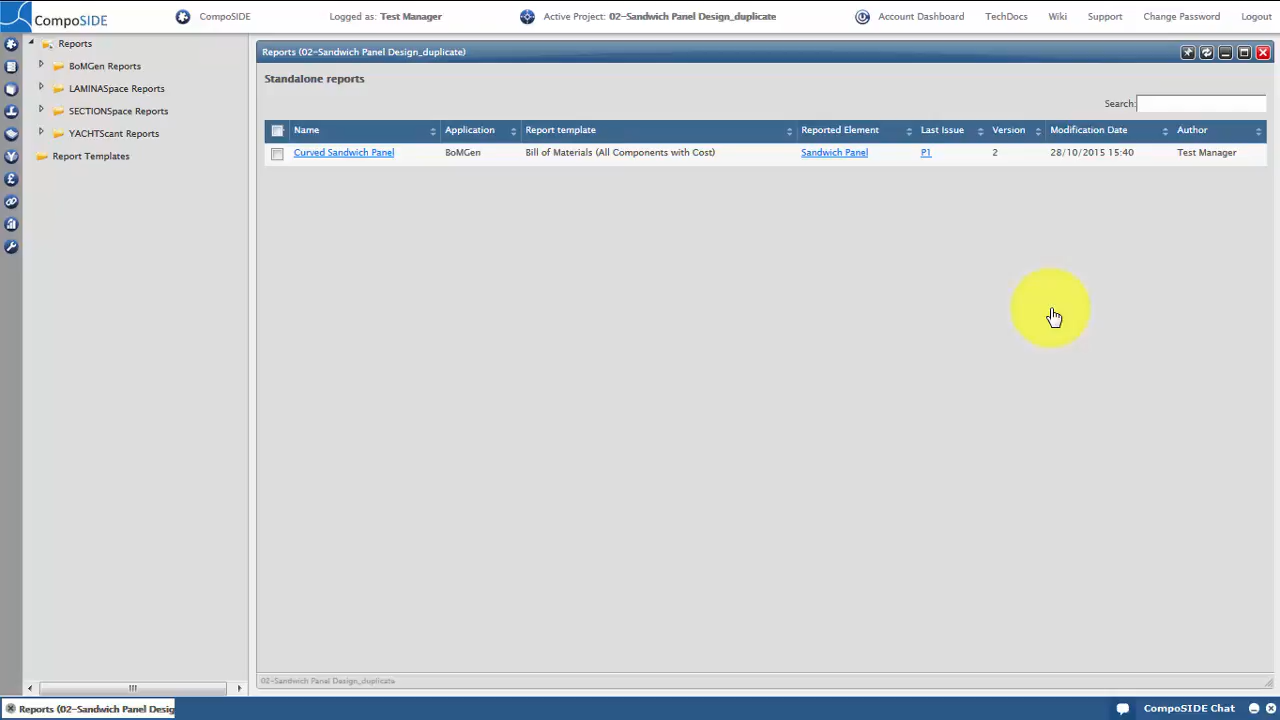 CompoSIDE CompoSIDE Logged as: Test Manager Active Project: 02-Sandwich Panel Design_duplicate Account Dashboard TechDocs Wiki Support Change Password Logout
Reports
BoMGen Reports
LAMINASpace Reports
SECTIONSpace Reports
YACHTScant Reports
Report Templates
Reports (02-Sandwich Panel Design_duplicate)
Standalone reports
Search:
Name Application Report template Reported Element Last Issue Version Modification Date Author
Curved Sandwich Panel BoMGen Bill of Materials (All Components with Cost) Sandwich Panel P1 2 28/10/2015 15:40 Test Manager
02-Sandwich Panel Design_duplicate
Reports (02-Sandwich Panel Desig CompoSIDE Chat